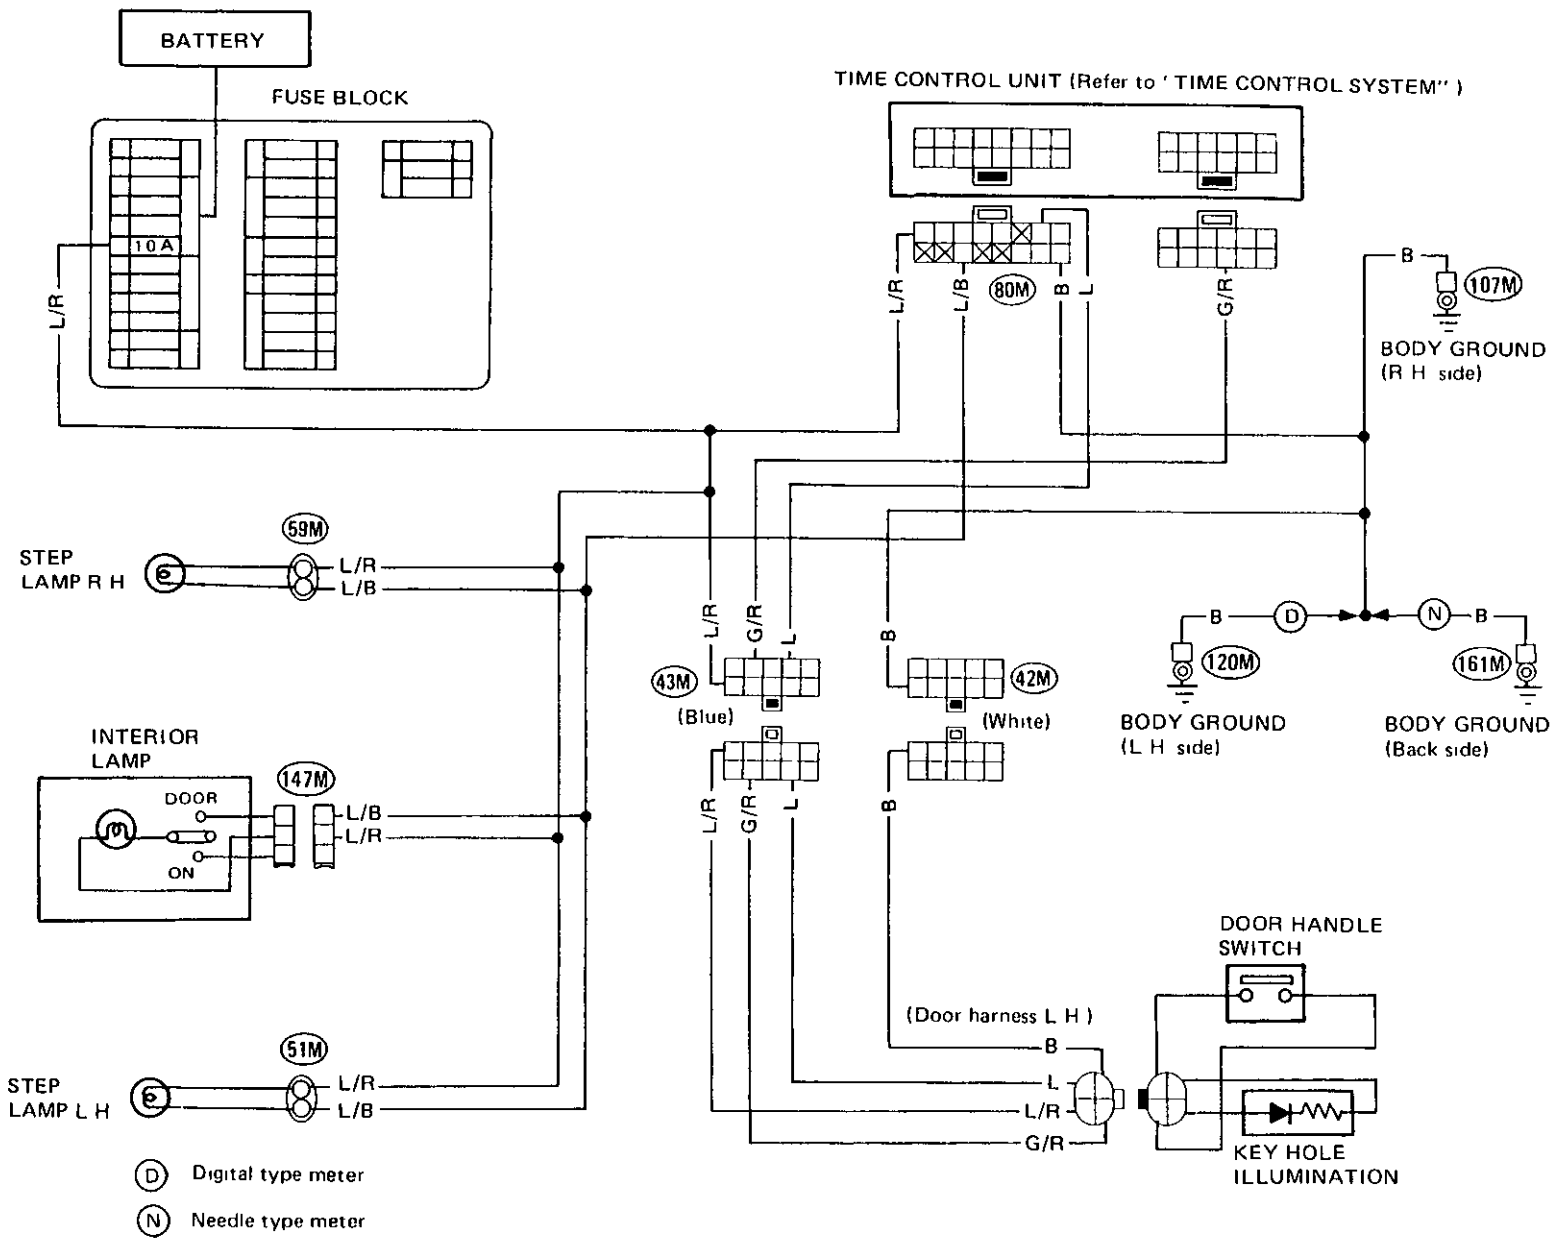 BATTERY
FUSE BLOCK
10A
L/R
TIME CONTROL UNIT (Refer to ' TIME CONTROL SYSTEM" )
L/R
L/B
80M
B
L
G/R
B
107M
BODY GROUND
(R H side)
STEP
LAMP R H
59M
L/R
L/B
L/R
G/R
L
B
43M
(Blue)
42M
(White)
B
D
N
B
120M
161M
BODY GROUND
(L H side)
BODY GROUND
(Back side)
INTERIOR
LAMP
147M
DOOR
ON
L/B
L/R
L/R
G/R
L
B
DOOR HANDLE
SWITCH
(Door harness L H )
B
L
L/R
G/R
KEY HOLE
ILLUMINATION
STEP
LAMP L H
51M
L/R
L/B
D Digital type meter
N Needle type meter